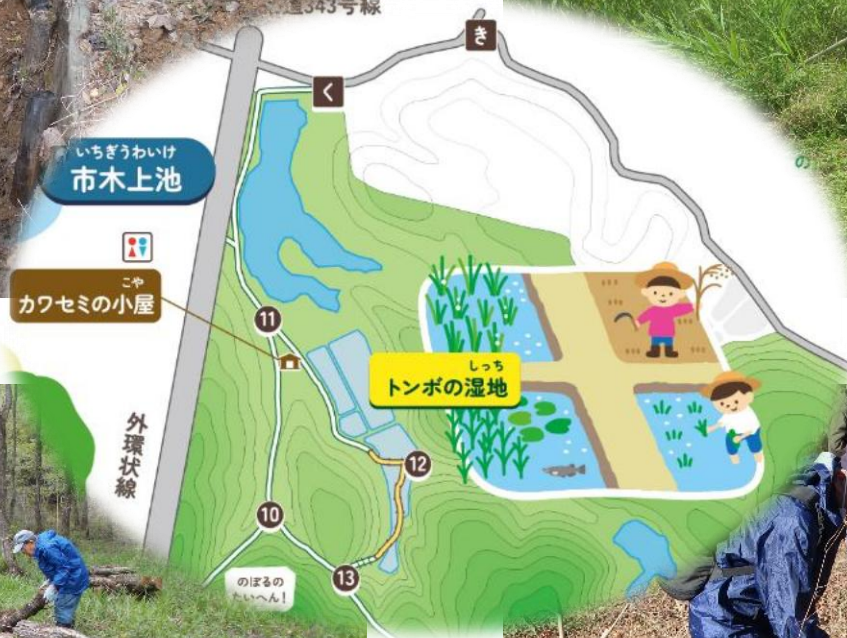 道343号線
き
く
いちぎうわいけ
市木上池
こや
カワセミの小屋
11
しっち
トンボの湿地
外環状線
12
10
13
のぼるの
たいへん!
の